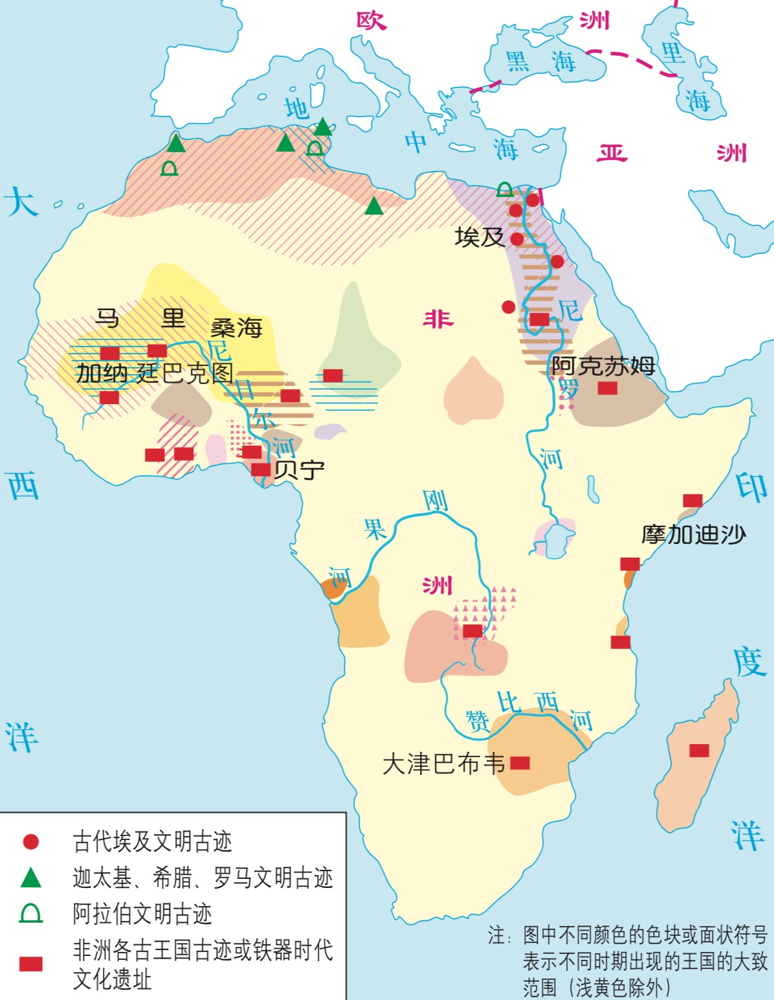 欧 洲
黑 海
里
海
地
中
海
亚 洲
大
埃及
马 里
桑海
非
尼
尼
加纳
廷巴克图
阿克苏姆
日
罗
尔
河
河
贝宁
西
印
刚
果
摩加迪沙
河
洲
度
赞 比 西 河
洋
大津巴布韦
洋
古代埃及文明古迹
迦太基、希腊、罗马文明古迹
阿拉伯文明古迹
非洲各古王国古迹或铁器时代
文化遗址
注：图中不同颜色的色块或面状符号
表示不同时期出现的王国的大致
范围（浅黄色除外）